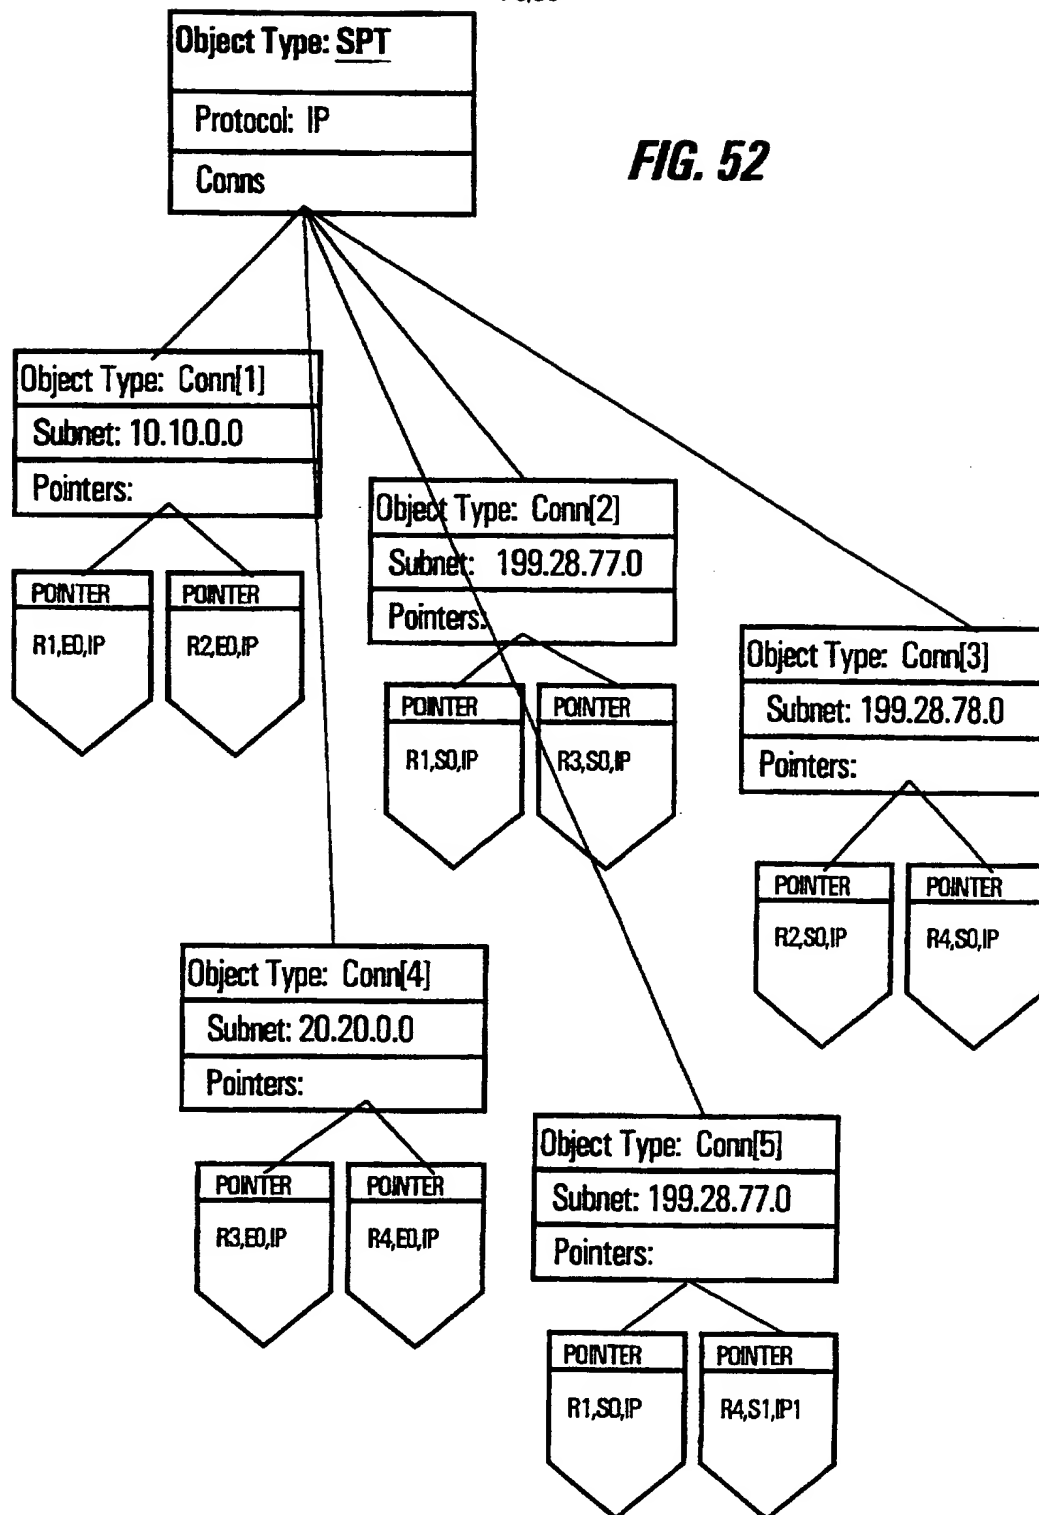 Object Type: SPT
Protocol: IP
Conns
FIG. 52
Object Type: Conn[1]
Subnet: 10.10.0.0
Pointers:
POINTER
R1,E0,IP
POINTER
R2,E0,IP
Object Type: Conn[2]
Subnet: 199.28.77.0
Pointers:
POINTER
R1,S0,IP
POINTER
R3,S0,IP
Object Type: Conn[3]
Subnet: 199.28.78.0
Pointers:
POINTER
R2,S0,IP
POINTER
R4,S0,IP
Object Type: Conn[4]
Subnet: 20.20.0.0
Pointers:
POINTER
R3,E0,IP
POINTER
R4,E0,IP
Object Type: Conn[5]
Subnet: 199.28.77.0
Pointers:
POINTER
R1,S0,IP
POINTER
R4,S1,IP1